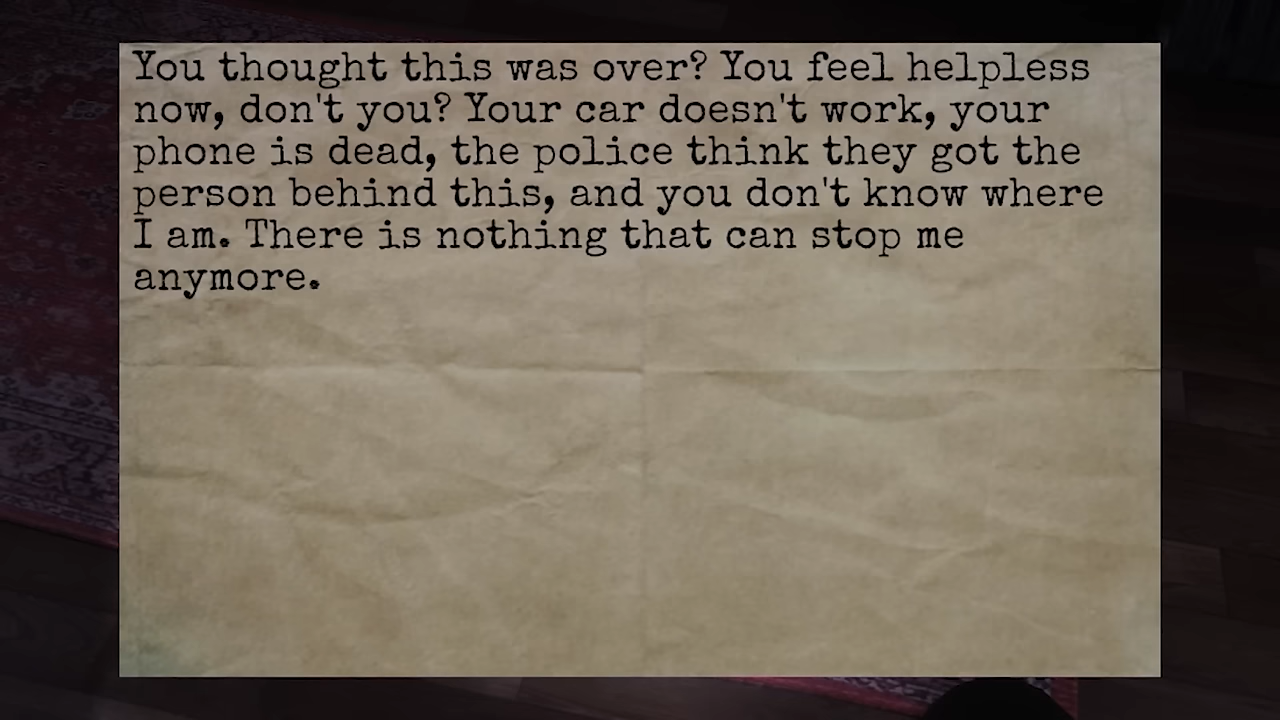 You thought this was over? You feel helpless
now, don't you? Your car doesn't work, your
phone is dead, the police think they got the
person behind this, and you don't know where
I am. There is nothing that can stop me
anymore.